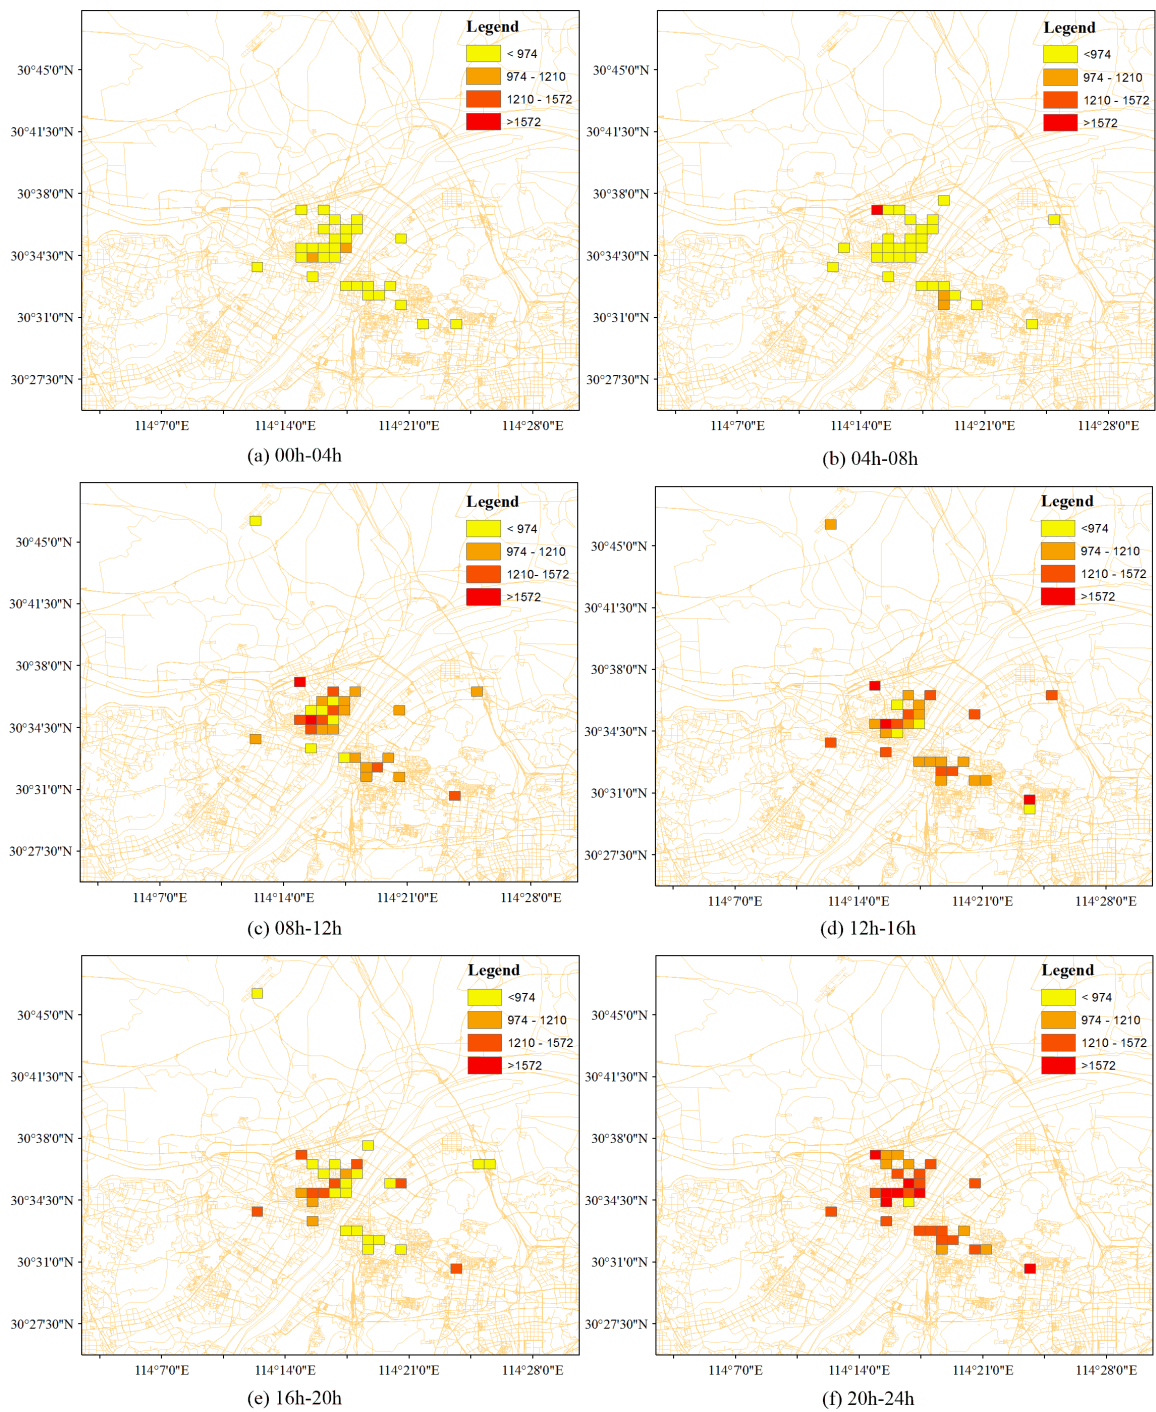 Legend
< 974
974 - 1210
1210 - 1572
>1572
30°45'0"N
30°41'30"N
30°38'0"N
30°34'30"N
30°31'0"N
30°27'30"N
114°7'0"E
114°14'0"E
114°21'0"E
114°28'0"E
(a) 00h-04h
Legend
<974
974 - 1210
1210 - 1572
>1572
30°45'0"N
30°41'30"N
30°38'0"N
30°34'30"N
30°31'0"N
30°27'30"N
114°7'0"E
114°14'0"E
114°21'0"E
114°28'0"E
(b) 04h-08h
Legend
< 974
974 - 1210
1210 - 1572
>1572
30°45'0"N
30°41'30"N
30°38'0"N
30°34'30"N
30°31'0"N
30°27'30"N
114°7'0"E
114°14'0"E
114°21'0"E
114°28'0"E
(c) 08h-12h
Legend
<974
974 - 1210
1210 - 1572
>1572
30°45'0"N
30°41'30"N
30°38'0"N
30°34'30"N
30°31'0"N
30°27'30"N
114°7'0"E
114°14'0"E
114°21'0"E
114°28'0"E
(d) 12h-16h
Legend
<974
974 - 1210
1210 - 1572
>1572
30°45'0"N
30°41'30"N
30°38'0"N
30°34'30"N
30°31'0"N
30°27'30"N
114°7'0"E
114°14'0"E
114°21'0"E
114°28'0"E
(e) 16h-20h
Legend
< 974
974 - 1210
1210 - 1572
>1572
30°45'0"N
30°41'30"N
30°38'0"N
30°34'30"N
30°31'0"N
30°27'30"N
114°7'0"E
114°14'0"E
114°21'0"E
114°28'0"E
(f) 20h-24h